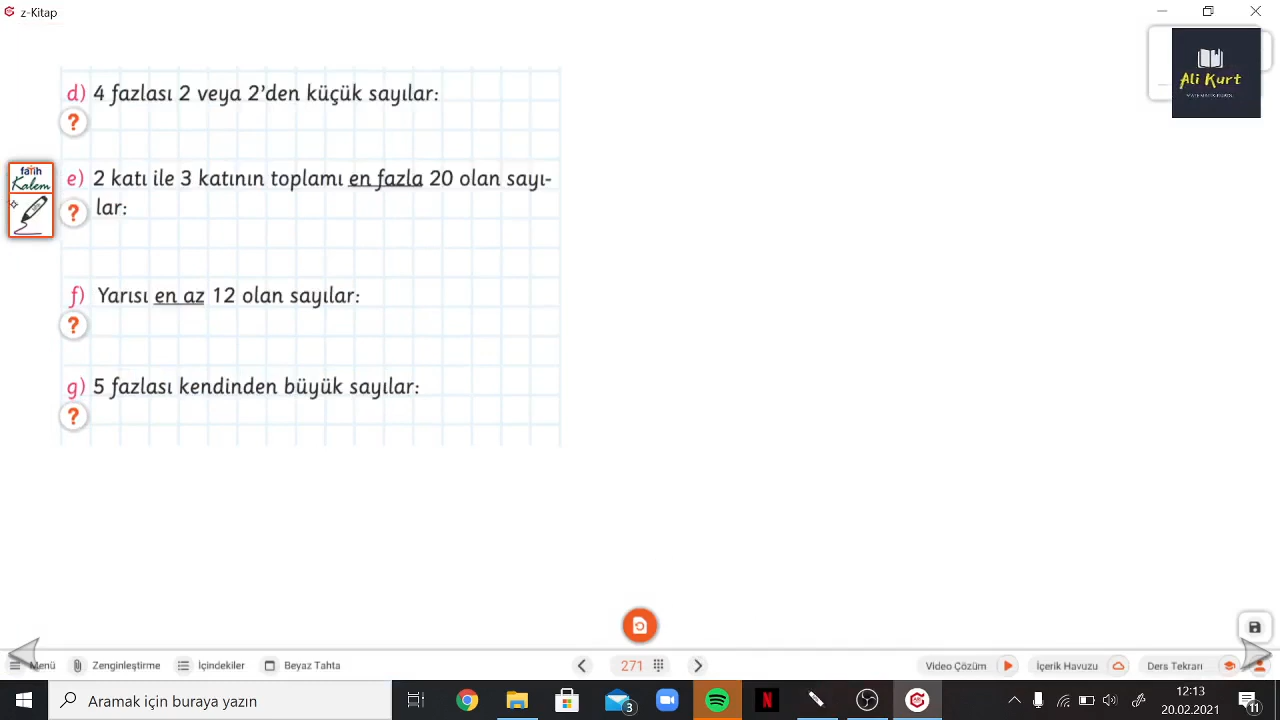 z-Kitap
Ali Kurt
d) 4 fazlası 2 veya 2'den küçük sayılar:
?
fatih
Kalem
e) 2 katı ile 3 katının toplamı en fazla 20 olan sayı-
? lar:
f) Yarısı en az 12 olan sayılar:
?
g) 5 fazlası kendinden büyük sayılar:
?
Menü Zenginleştirme İçindekiler Beyaz Tahta 271 Video Çözüm İçerik Havuzu Ders Tekrarı
Aramak için buraya yazın 3 N 12:13
20.02.2021 11